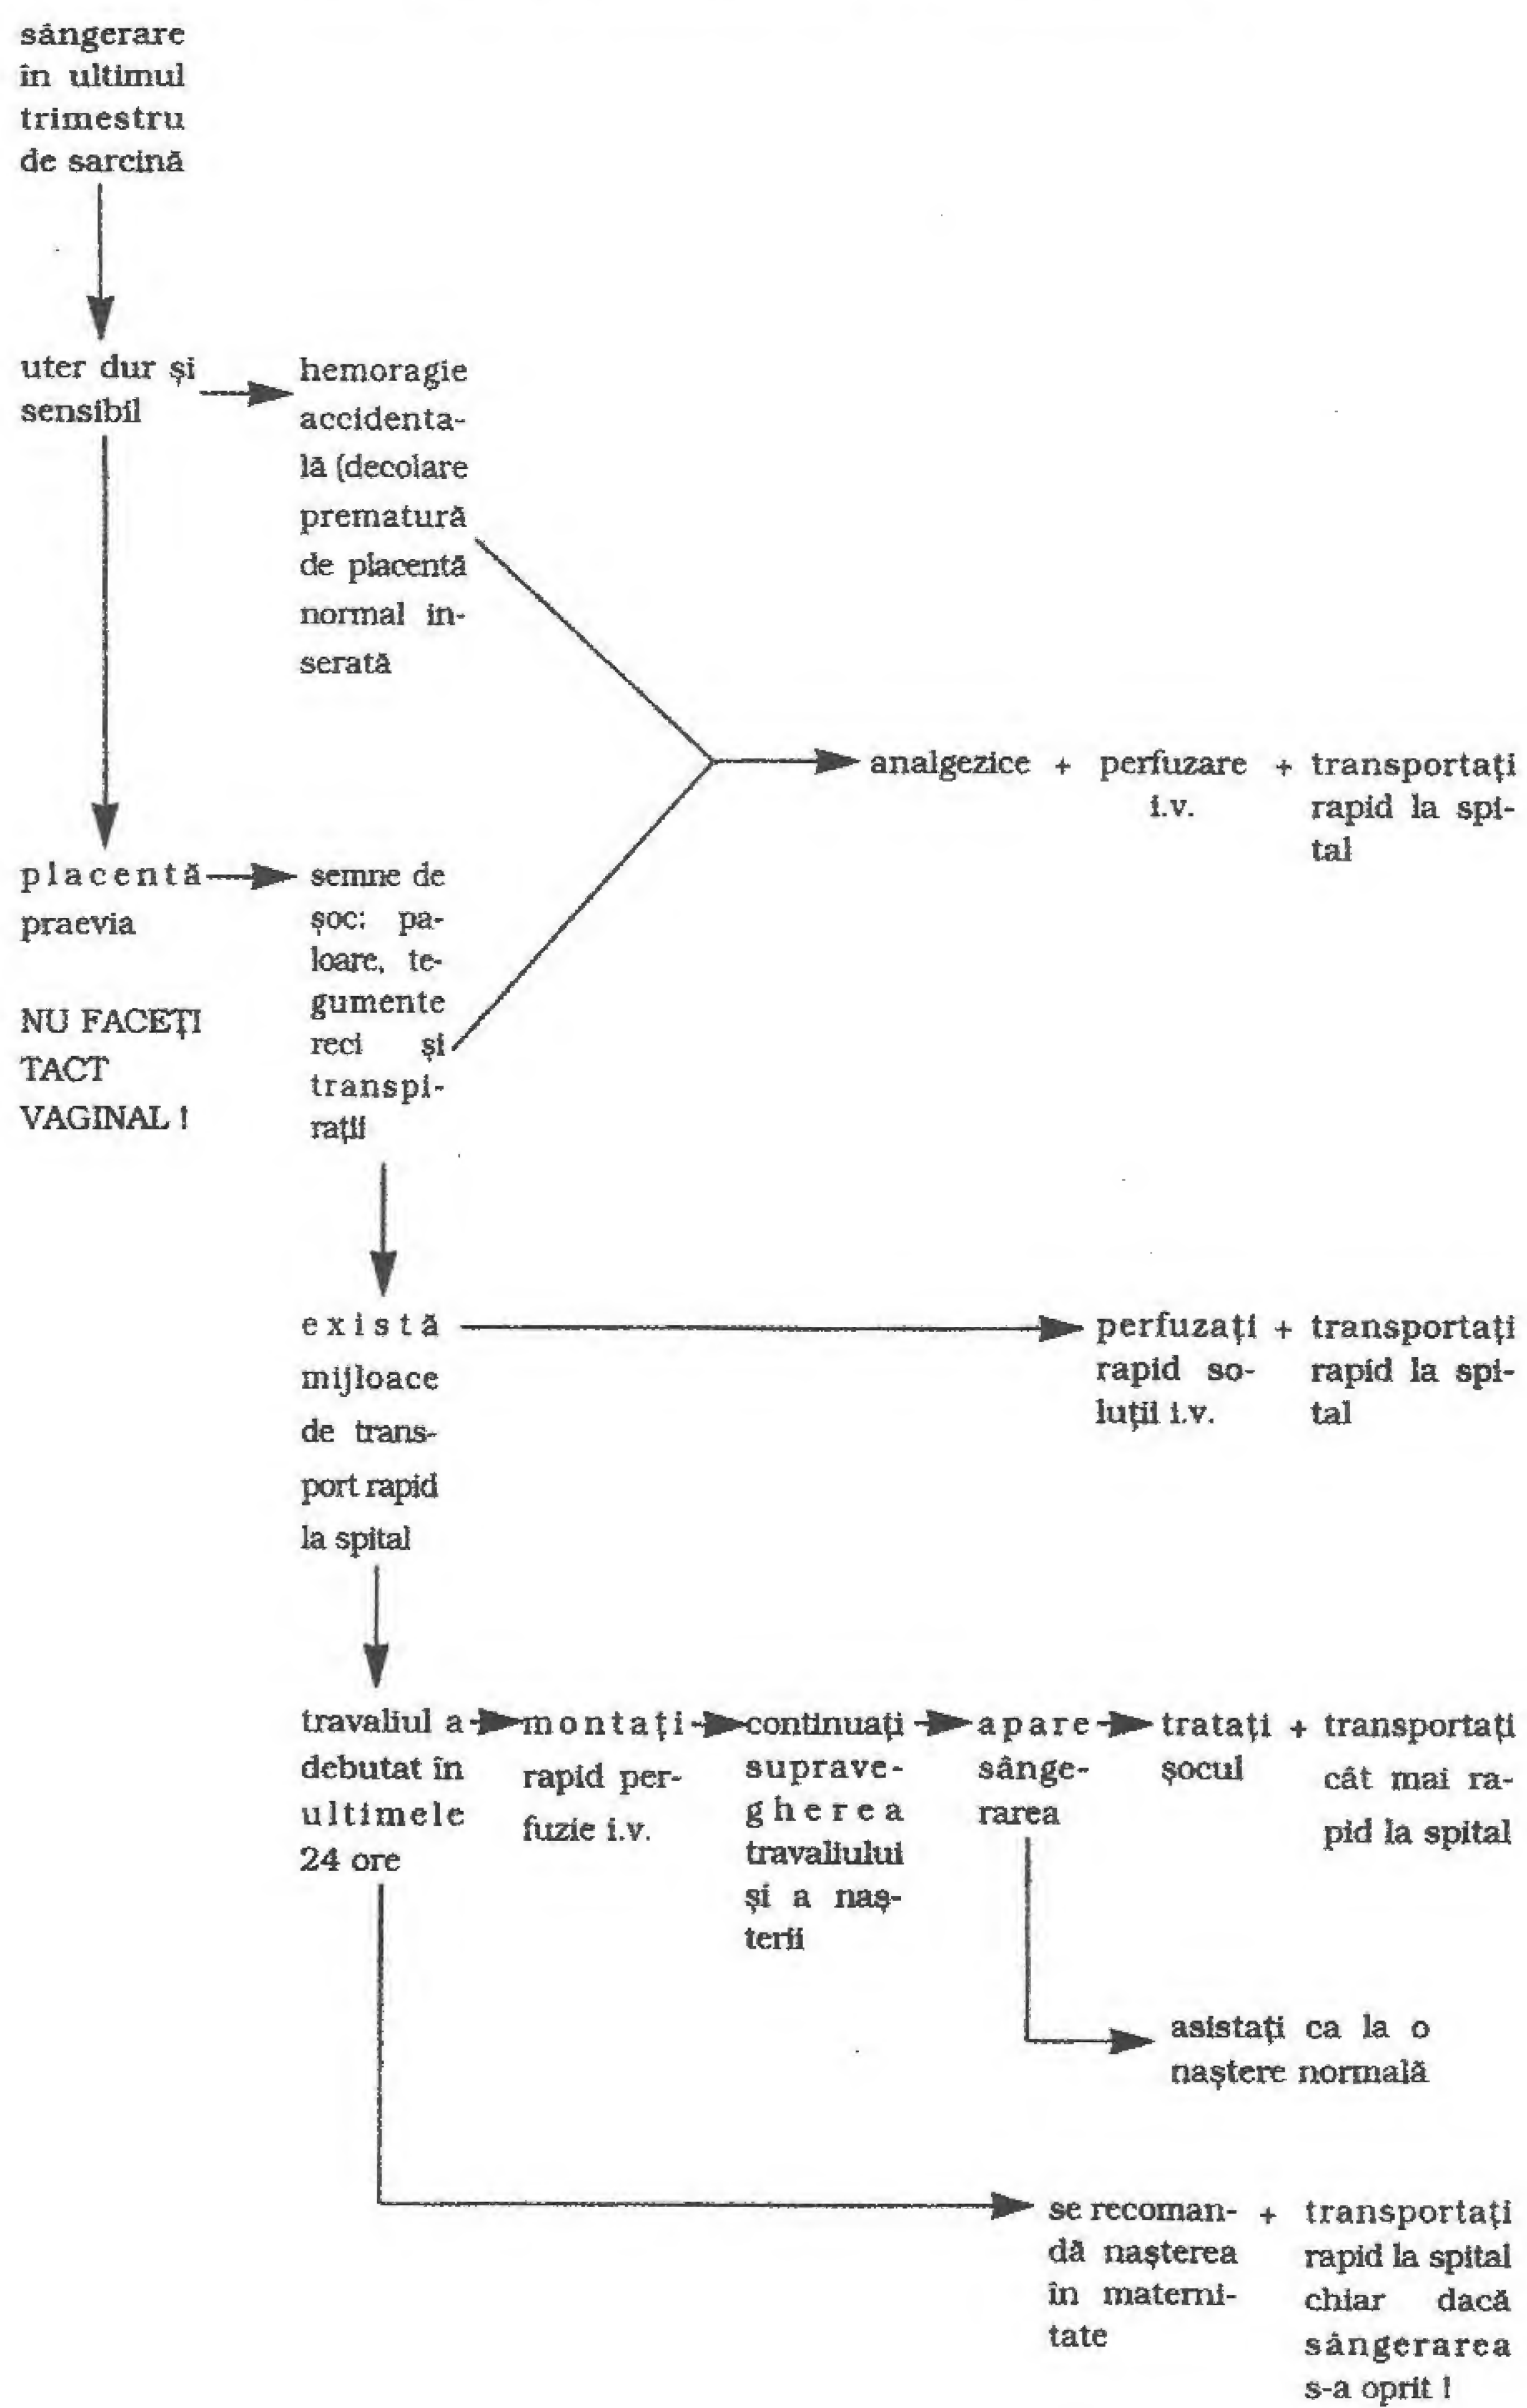 sângerare
în ultimul
trimestru
de sarcină
uter dur și
sensibil
hemoragie
accidenta-
lă (decolare
prematură
de placentă
normal in-
serată
analgezice + perfuzare + transportați
i.v. rapid la spi-
tal
placentă
praevia
NU FACEȚI
TACT
VAGINAL !
semne de
șoc: pa-
loare, te-
gumente
reci și
transpi-
rații
există
mijloace
de trans-
port rapid
la spital
perfuzați + transportați
rapid so- rapid la spi-
luții i.v. tal
travaliul a
debutat în
ultimele
24 ore
montați
rapid per-
fuzie i.v.
continuați
suprave-
gherea
travaliului
și a naș-
terii
apare
sânge-
rarea
tratați +
șocul
transportați
cât mai ra-
pid la spital
asistați ca la o
naștere normală
se recoman- +
dă nașterea
în materni-
tate
transportați
rapid la spital
chiar dacă
sângerarea
s-a oprit !